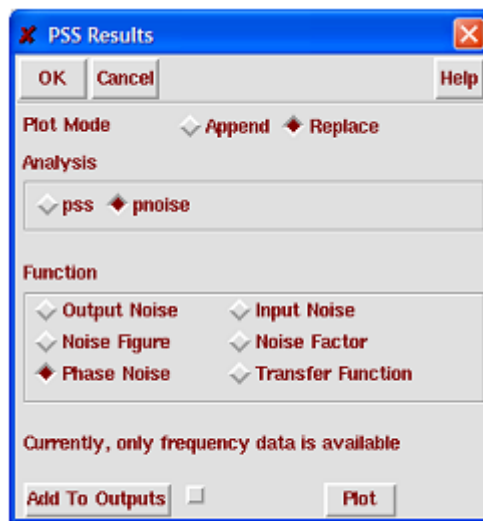 PSS Results
OK Cancel Help
Plot Mode Append Replace
Analysis
pss pnoise
Function
Output Noise Input Noise
Noise Figure Noise Factor
Phase Noise Transfer Function
Currently, only frequency data is available
Add To Outputs Plot